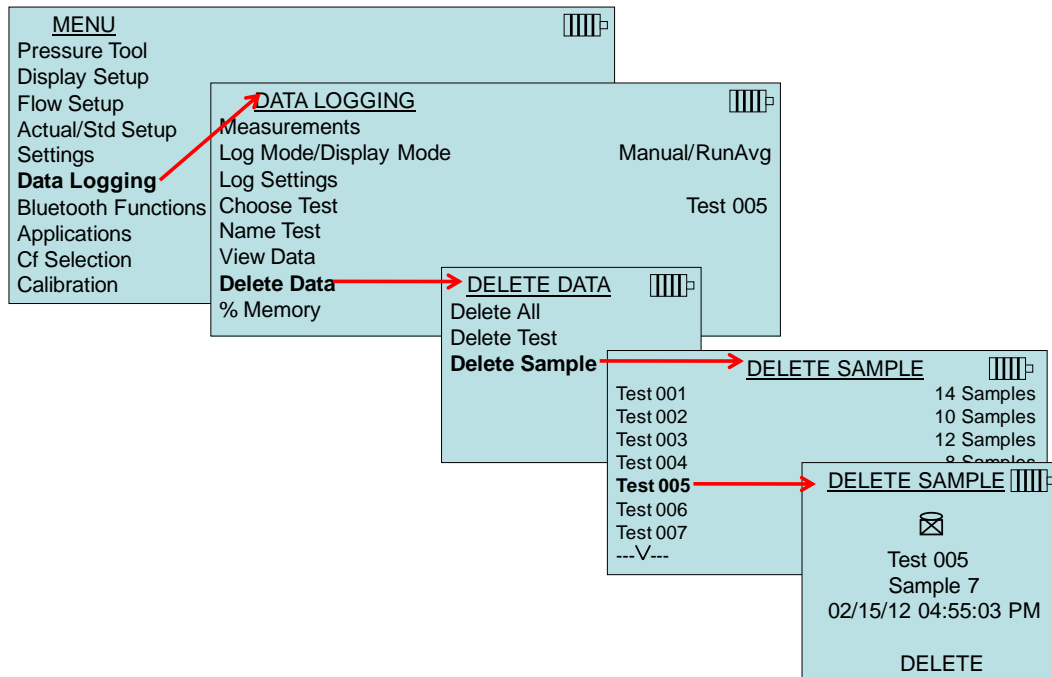 MENU
Pressure Tool
Display Setup
Flow Setup
Actual/Std Setup
Settings
Data Logging
Bluetooth Functions
Applications
Cf Selection
Calibration
DATA LOGGING
Measurements
Log Mode/Display Mode Manual/RunAvg
Log Settings
Choose Test Test 005
Name Test
View Data
Delete Data
% Memory
DELETE DATA
Delete All
Delete Test
Delete Sample
DELETE SAMPLE
Test 001 14 Samples
Test 002 10 Samples
Test 003 12 Samples
Test 004 8 Samples
Test 005
Test 006
Test 007
---V---
DELETE SAMPLE
Test 005
Sample 7
02/15/12 04:55:03 PM
DELETE